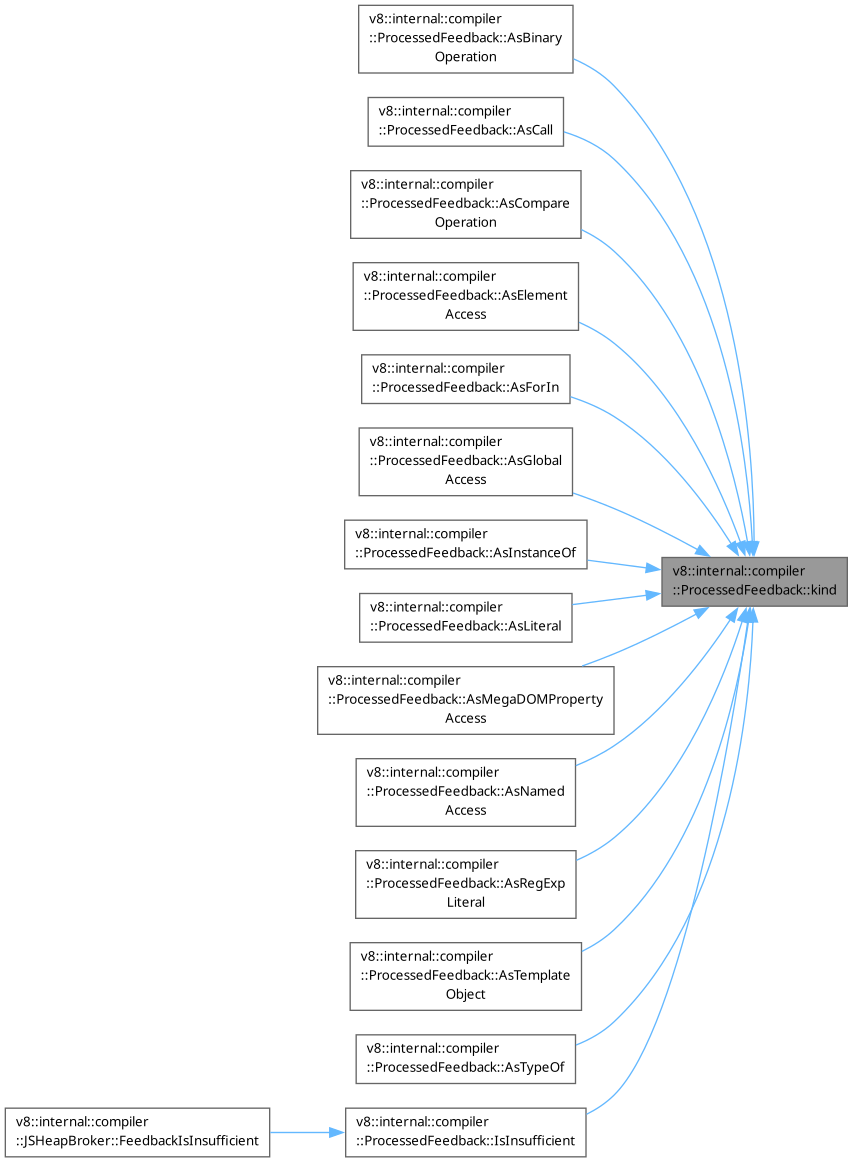 v8::internal::compiler
::ProcessedFeedback::AsBinary
Operation
v8::internal::compiler
::ProcessedFeedback::AsCall
v8::internal::compiler
::ProcessedFeedback::AsCompare
Operation
v8::internal::compiler
::ProcessedFeedback::AsElement
Access
v8::internal::compiler
::ProcessedFeedback::AsForIn
v8::internal::compiler
::ProcessedFeedback::AsGlobal
Access
v8::internal::compiler
::ProcessedFeedback::AsInstanceOf
v8::internal::compiler
::ProcessedFeedback::kind
v8::internal::compiler
::ProcessedFeedback::AsLiteral
v8::internal::compiler
::ProcessedFeedback::AsMegaDOMProperty
Access
v8::internal::compiler
::ProcessedFeedback::AsNamed
Access
v8::internal::compiler
::ProcessedFeedback::AsRegExp
Literal
v8::internal::compiler
::ProcessedFeedback::AsTemplate
Object
v8::internal::compiler
::ProcessedFeedback::AsTypeOf
v8::internal::compiler
::JSHeapBroker::FeedbackIsInsufficient
v8::internal::compiler
::ProcessedFeedback::IsInsufficient